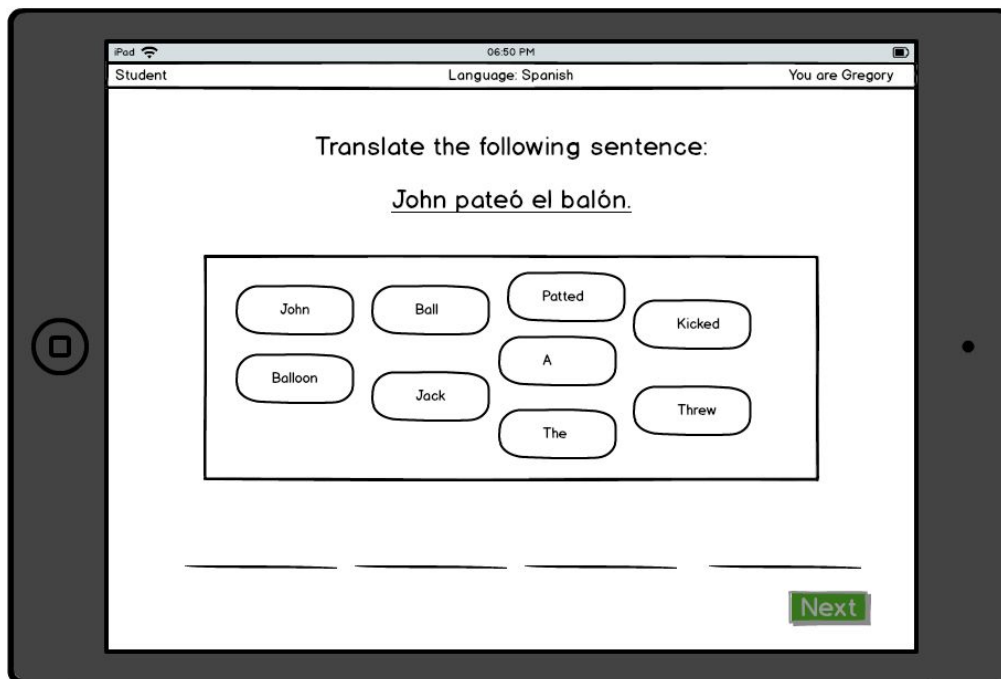 iPad 06:50 PM
Student Language: Spanish You are Gregory
Translate the following sentence:
John pateó el balón.
John Ball Patted Kicked
Balloon Jack A Threw
The
Next